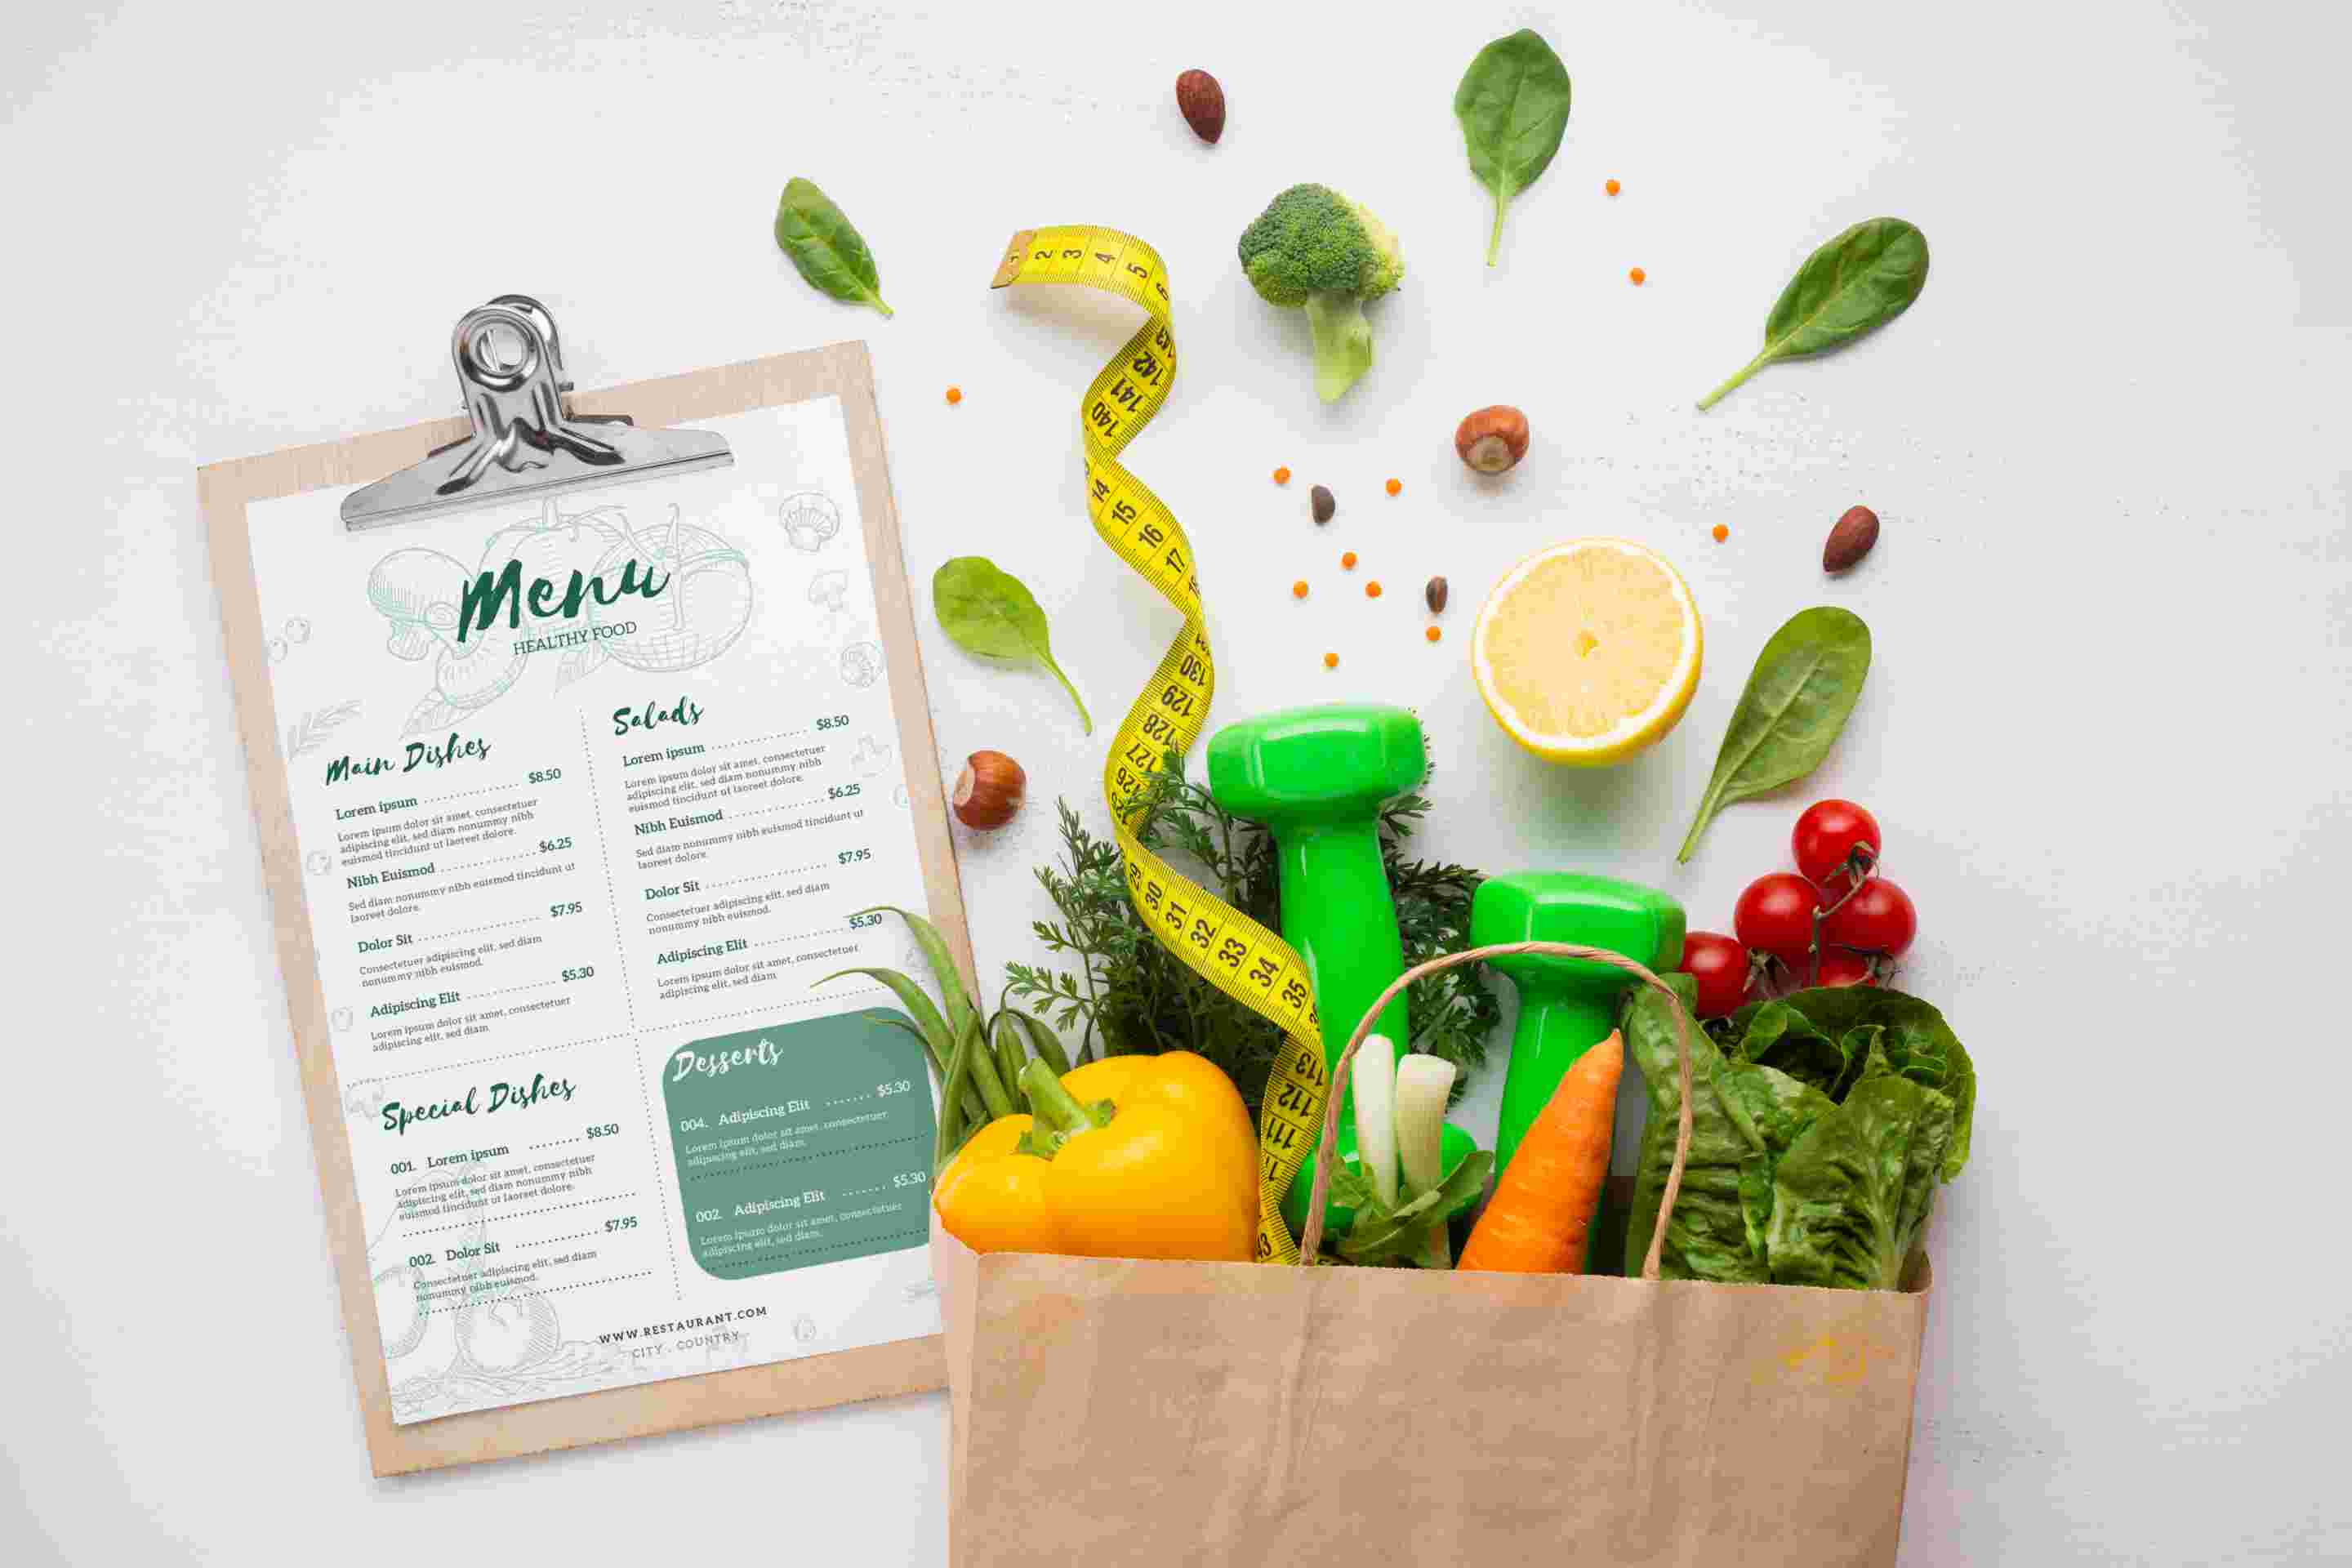 Menu
HEALTHY FOOD
Main Dishes
Lorem ipsum ................ $8.50
Lorem ipsum dolor sit amet, consectetuer
adipiscing elit, sed diam nonummy nibh
euismod tincidunt ut laoreet dolore.
Nibh Euismod ................ $6.25
Sed diam nonummy nibh euismod tincidunt ut
laoreet dolore.
Dolor Sit ................ $7.95
Consectetuer adipiscing elit, sed diam
nonummy nibh euismod.
Adipiscing Elit ................ $5.30
Lorem ipsum dolor sit amet, consectetuer
adipiscing elit, sed diam.
Salads
Lorem ipsum ................ $8.50
Lorem ipsum dolor sit amet, consectetuer
adipiscing elit, sed diam nonummy nibh
euismod tincidunt ut laoreet dolore.
Nibh Euismod ................ $6.25
Sed diam nonummy nibh euismod tincidunt ut
laoreet dolore.
Dolor Sit ................ $7.95
Consectetuer adipiscing elit, sed diam
nonummy nibh euismod.
Adipiscing Elit ................ $5.30
Lorem ipsum dolor sit amet, consectetuer
adipiscing elit, sed diam.
Special Dishes
001. Lorem ipsum ........ $8.50
Lorem ipsum dolor sit amet, consectetuer
adipiscing elit, sed diam nonummy nibh
euismod tincidunt ut laoreet dolore.
002. Dolor Sit ............ $7.95
Consectetuer adipiscing elit, sed diam
nonummy nibh euismod.
Desserts
004. Adipiscing Elit ....... $5.30
Lorem ipsum dolor sit amet, consectetuer
adipiscing elit, sed diam.
002. Adipiscing Elit ....... $5.30
Lorem ipsum dolor sit amet, consectetuer
adipiscing elit, sed diam.
WWW.RESTAURANT.COM
CITY . COUNTRY
2 3 4 5 6
143 142 141 140
14 15 16 17
130 129 128 127 126
29 30 31 32 33 34 35
113 112 111